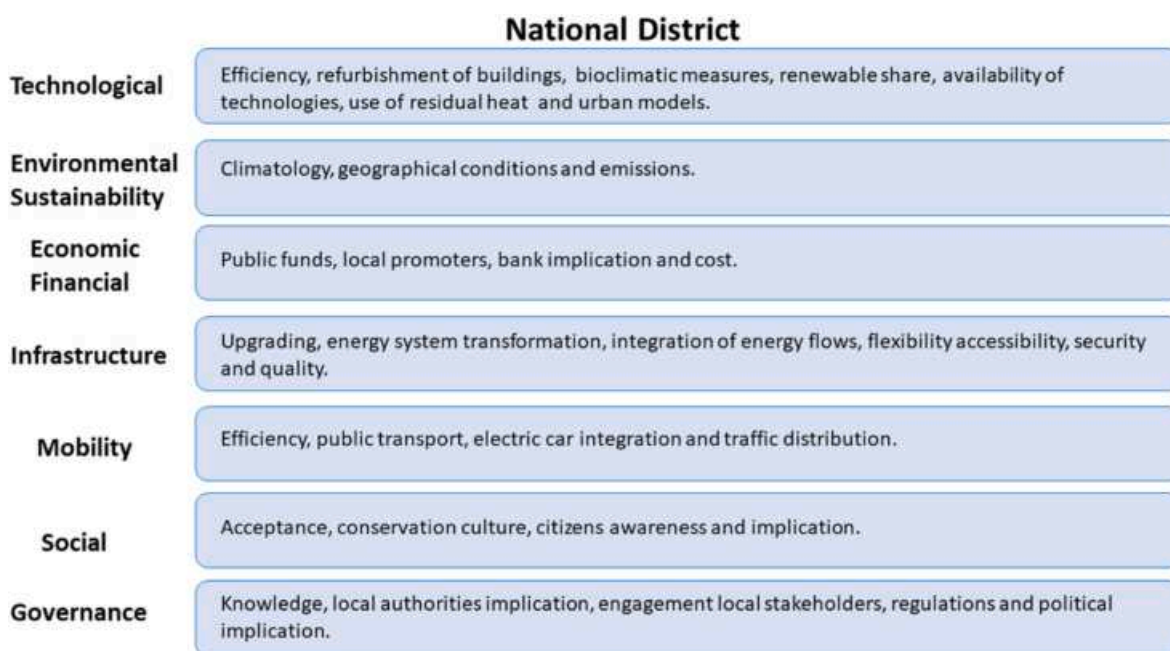 National District
Technological
Efficiency, refurbishment of buildings, bioclimatic measures, renewable share, availability of
technologies, use of residual heat and urban models.
Environmental
Sustainability
Climatology, geographical conditions and emissions.
Economic
Financial
Public funds, local promoters, bank implication and cost.
Infrastructure
Upgrading, energy system transformation, integration of energy flows, flexibility accessibility, security
and quality.
Mobility
Efficiency, public transport, electric car integration and traffic distribution.
Social
Acceptance, conservation culture, citizens awareness and implication.
Governance
Knowledge, local authorities implication, engagement local stakeholders, regulations and political
implication.